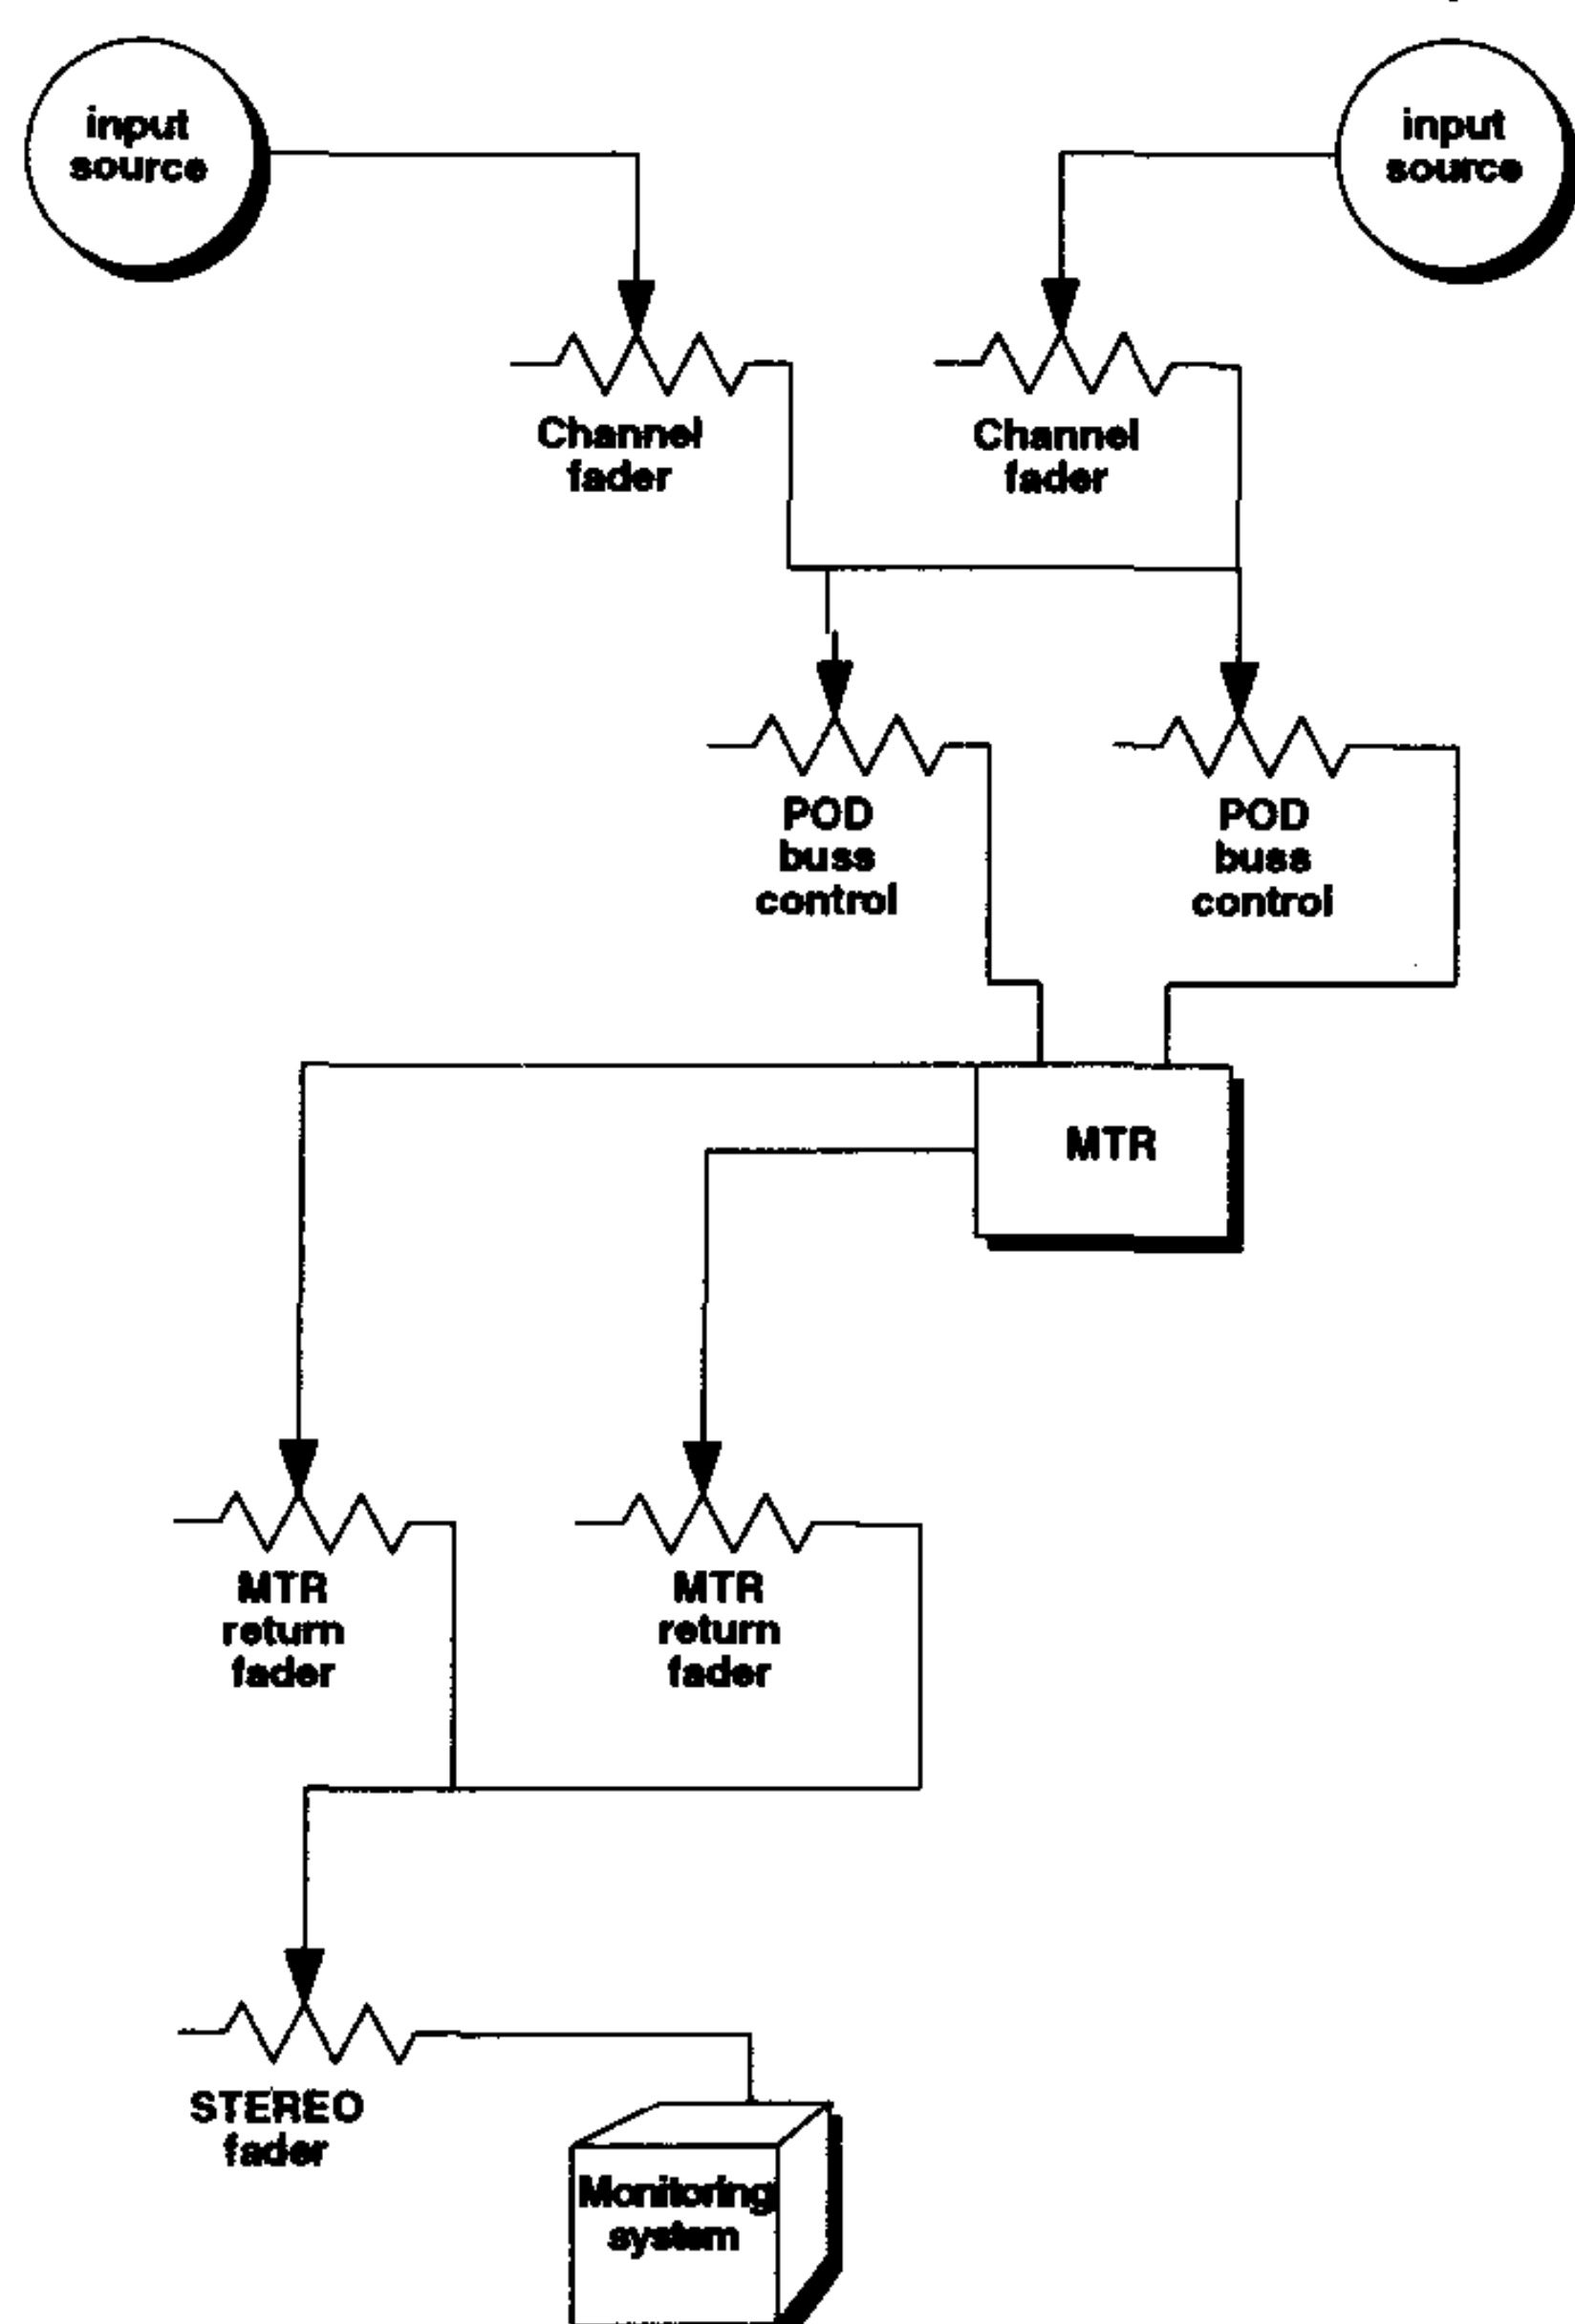 input
source
input
source
Channel
fader
Channel
fader
POD
buss
control
POD
buss
control
MTR
MTR
return
fader
MTR
return
fader
STEREO
fader
Monitoring
system